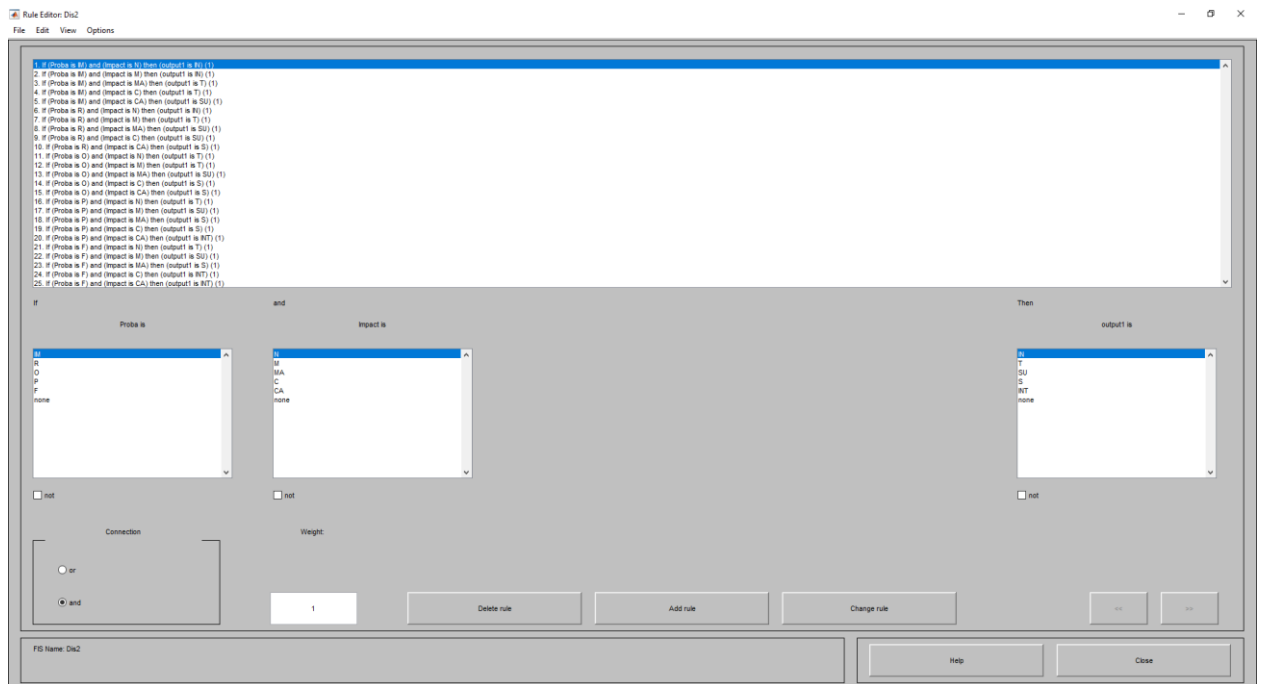 Rule Editor: Dis2
File Edit View Options
1. If (Proba is IM) and (Impact is N) then (output1 is IN) (1)
2. If (Proba is IM) and (Impact is M) then (output1 is IN) (1)
3. If (Proba is IM) and (Impact is MA) then (output1 is T) (1)
4. If (Proba is IM) and (Impact is C) then (output1 is T) (1)
5. If (Proba is IM) and (Impact is CA) then (output1 is SU) (1)
6. If (Proba is R) and (Impact is N) then (output1 is IN) (1)
7. If (Proba is R) and (Impact is M) then (output1 is T) (1)
8. If (Proba is R) and (Impact is MA) then (output1 is SU) (1)
9. If (Proba is R) and (Impact is C) then (output1 is SU) (1)
10. If (Proba is R) and (Impact is CA) then (output1 is S) (1)
11. If (Proba is O) and (Impact is N) then (output1 is T) (1)
12. If (Proba is O) and (Impact is M) then (output1 is T) (1)
13. If (Proba is O) and (Impact is MA) then (output1 is SU) (1)
14. If (Proba is O) and (Impact is C) then (output1 is S) (1)
15. If (Proba is O) and (Impact is CA) then (output1 is S) (1)
16. If (Proba is P) and (Impact is N) then (output1 is T) (1)
17. If (Proba is P) and (Impact is M) then (output1 is SU) (1)
18. If (Proba is P) and (Impact is MA) then (output1 is S) (1)
19. If (Proba is P) and (Impact is C) then (output1 is S) (1)
20. If (Proba is P) and (Impact is CA) then (output1 is INT) (1)
21. If (Proba is F) and (Impact is N) then (output1 is T) (1)
22. If (Proba is F) and (Impact is M) then (output1 is SU) (1)
23. If (Proba is F) and (Impact is MA) then (output1 is S) (1)
24. If (Proba is F) and (Impact is C) then (output1 is INT) (1)
25. If (Proba is F) and (Impact is CA) then (output1 is INT) (1)
If and Then
Proba is Impact is output1 is
IM N IN
R M T
O MA SU
P C S
F CA INT
none none none
not not not
Connection Weight:
or
and 1 Delete rule Add rule Change rule << >>
FIS Name: Dis2 Help Close